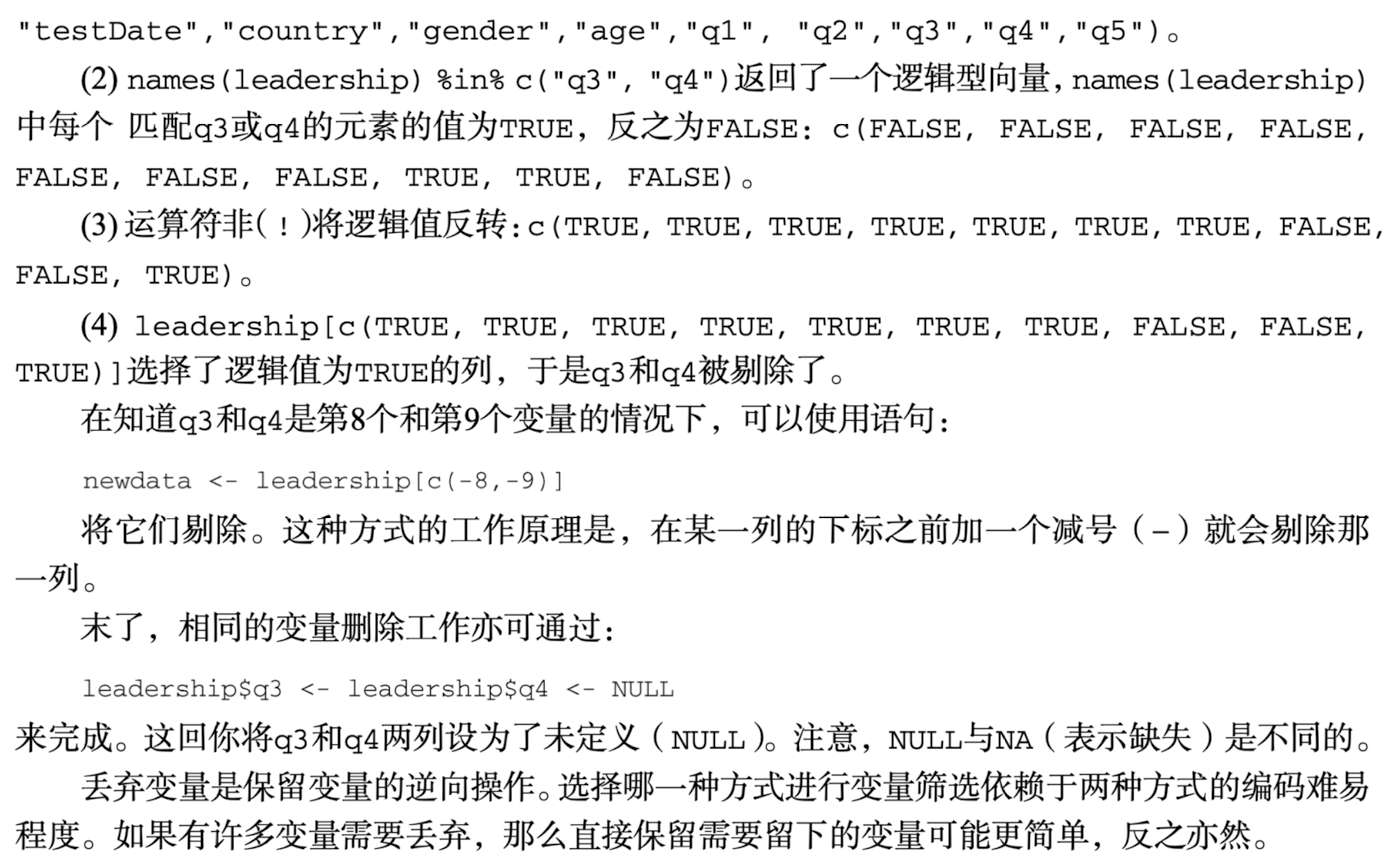 "testDate","country","gender","age","q1", "q2","q3","q4","q5")。
(2) names(leadership) %in% c("q3", "q4")返回了一个逻辑型向量，names(leadership)
中每个 匹配q3或q4的元素的值为TRUE，反之为FALSE：c(FALSE, FALSE, FALSE, FALSE,
FALSE, FALSE, FALSE, TRUE, TRUE, FALSE)。
(3) 运算符非(!)将逻辑值反转：c(TRUE, TRUE, TRUE, TRUE, TRUE, TRUE, TRUE, FALSE,
FALSE, TRUE)。
(4) leadership[c(TRUE, TRUE, TRUE, TRUE, TRUE, TRUE, TRUE, FALSE, FALSE,
TRUE)]选择了逻辑值为TRUE的列，于是q3和q4被剔除了。
在知道q3和q4是第8个和第9个变量的情况下，可以使用语句：
newdata <- leadership[c(-8,-9)]
将它们剔除。这种方式的工作原理是，在某一列的下标之前加一个减号（–）就会剔除那
一列。
末了，相同的变量删除工作亦可通过：
leadership$q3 <- leadership$q4 <- NULL
来完成。这回你将q3和q4两列设为了未定义（NULL）。注意，NULL与NA（表示缺失）是不同的。
丢弃变量是保留变量的逆向操作。选择哪一种方式进行变量筛选依赖于两种方式的编码难易
程度。如果有许多变量需要丢弃，那么直接保留需要留下的变量可能更简单，反之亦然。